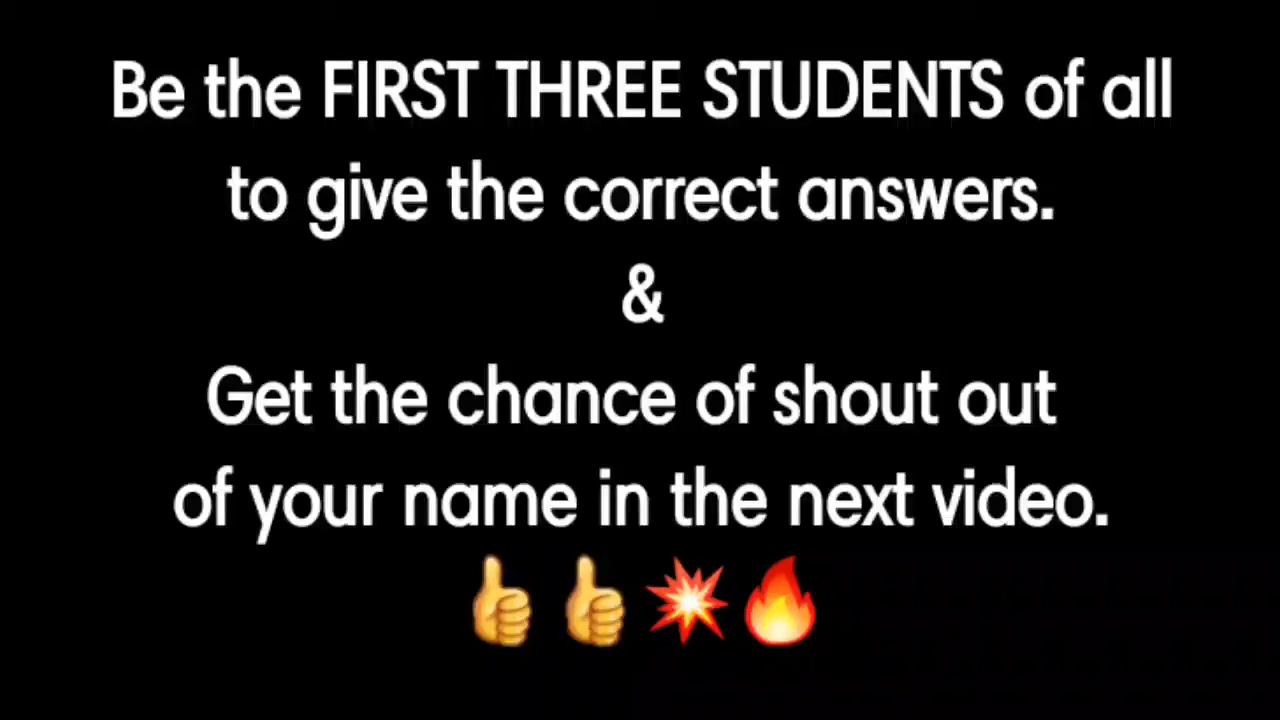 Be the FIRST THREE STUDENTS of all
to give the correct answers.
&
Get the chance of shout out
of your name in the next video.
👍👍💥🔥